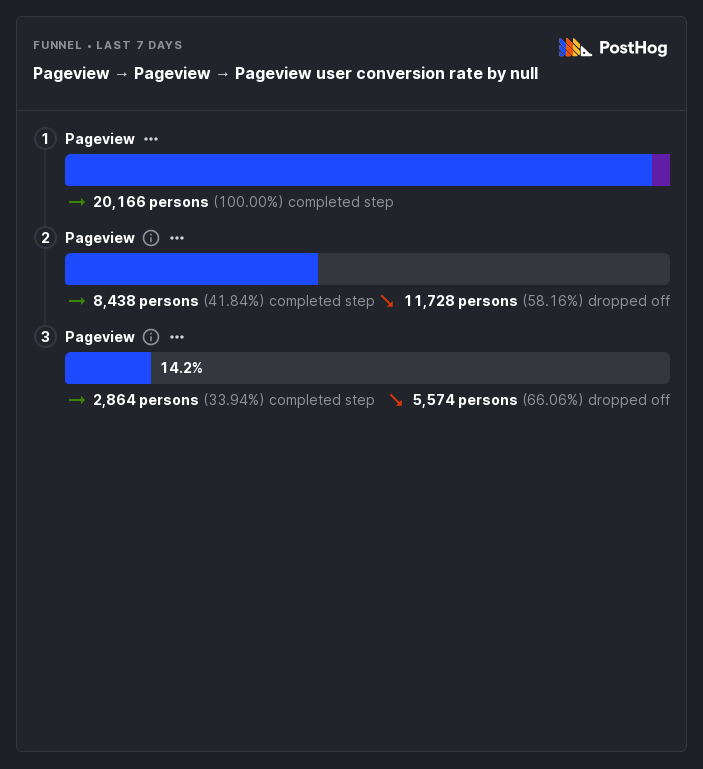 FUNNEL • LAST 7 DAYS
PostHog
Pageview → Pageview → Pageview user conversion rate by null
1 Pageview •••
→ 20,166 persons (100.00%) completed step
2 Pageview ⓘ •••
→ 8,438 persons (41.84%) completed step ↘ 11,728 persons (58.16%) dropped off
3 Pageview ⓘ •••
14.2%
→ 2,864 persons (33.94%) completed step ↘ 5,574 persons (66.06%) dropped off